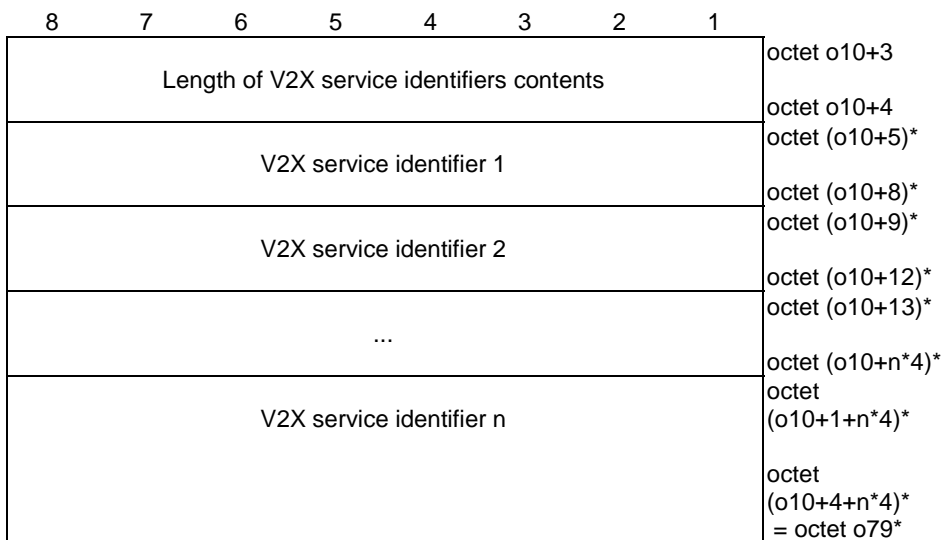 8 7 6 5 4 3 2 1
Length of V2X service identifiers contents
octet o10+3
octet o10+4
V2X service identifier 1
octet (o10+5)*
octet (o10+8)*
V2X service identifier 2
octet (o10+9)*
octet (o10+12)*
...
octet (o10+13)*
octet (o10+n*4)*
V2X service identifier n
octet
(o10+1+n*4)*
octet
(o10+4+n*4)*
= octet o79*